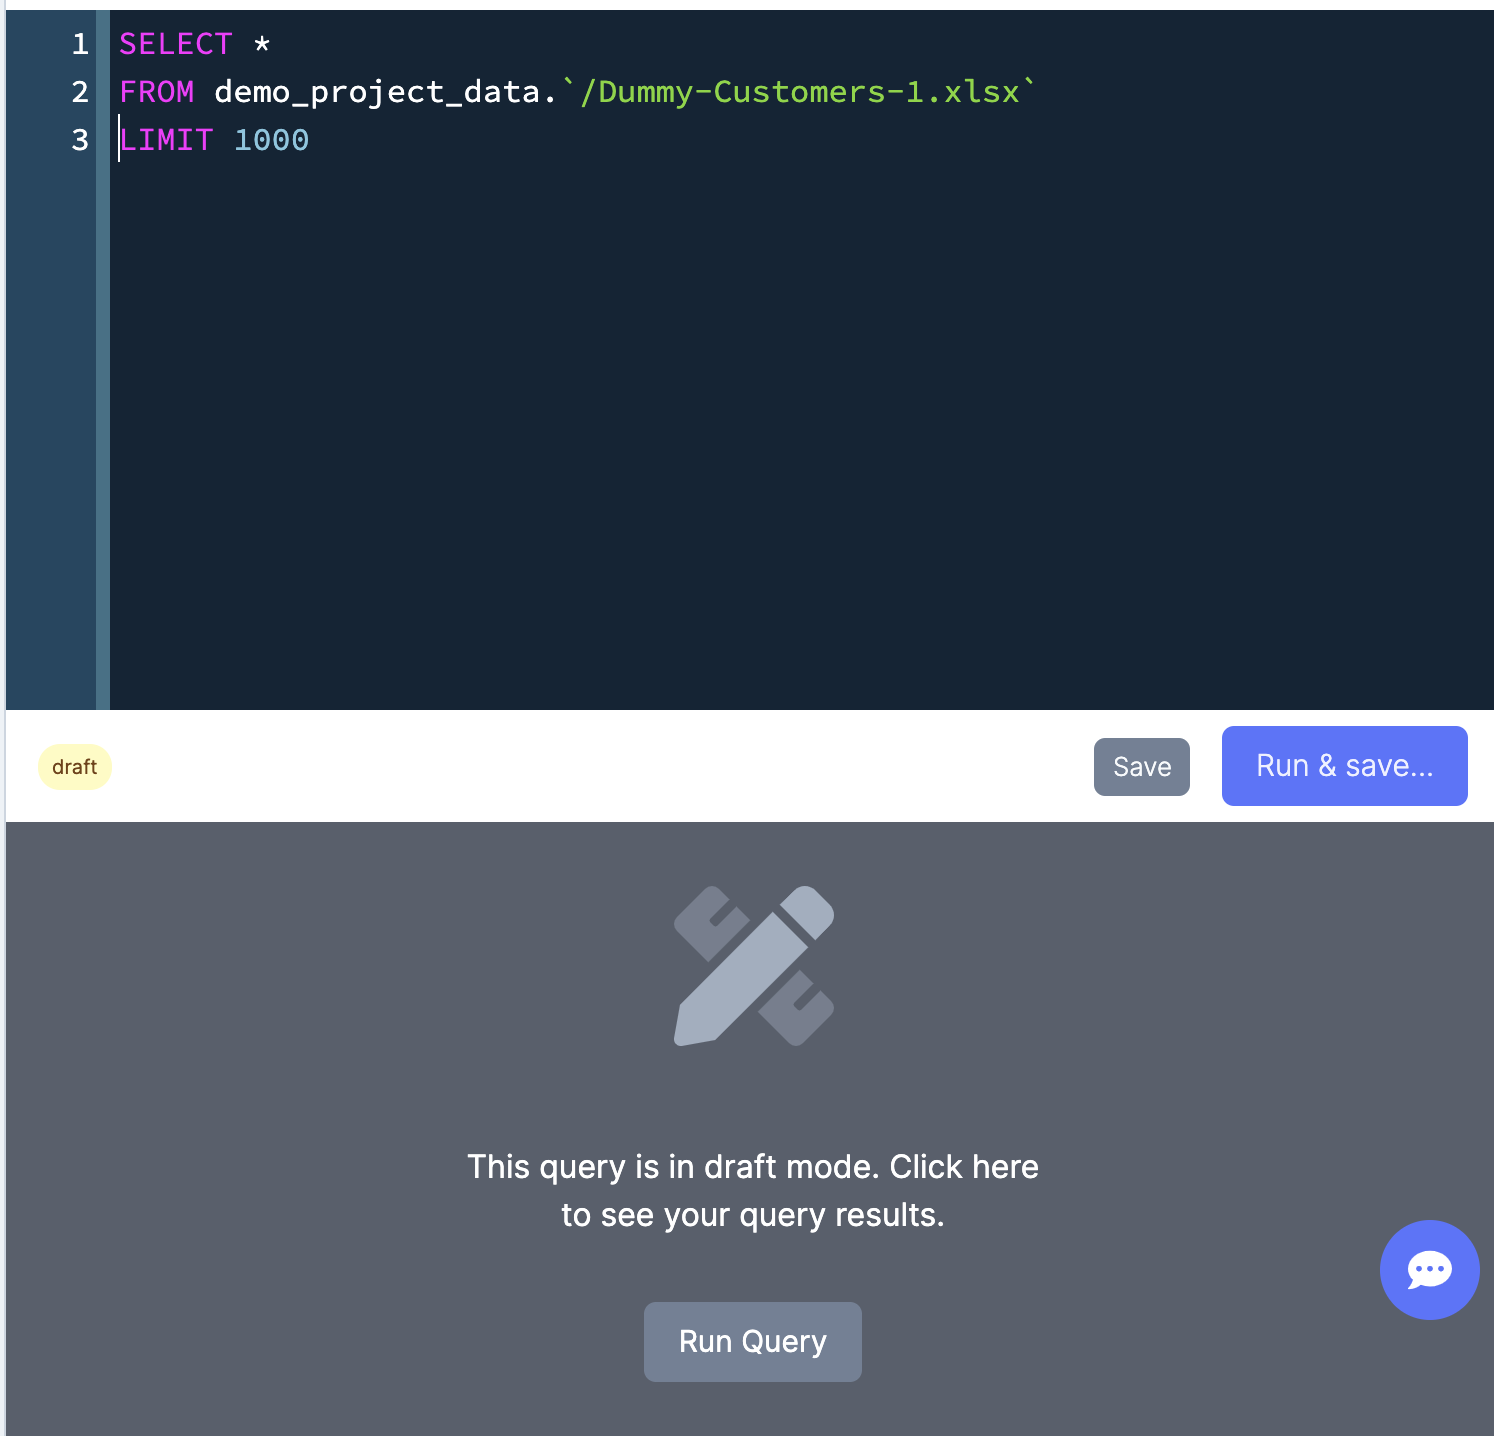 1 SELECT *
2 FROM demo_project_data.`/Dummy-Customers-1.xlsx`
3 LIMIT 1000
draft
Save
Run & save...
This query is in draft mode. Click here
to see your query results.
Run Query